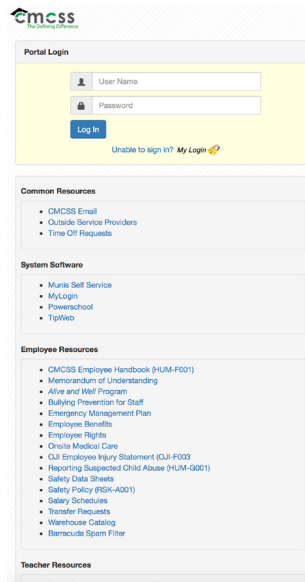 cmcss
The Defining Difference
Portal Login
User Name
Password
Log In
Unable to sign in? My Login
Common Resources
CMCSS Email
Outside Service Providers
Time Off Requests
System Software
Munis Self Service
MyLogin
Powerschool
TipWeb
Employee Resources
CMCSS Employee Handbook (HUM-F001)
Memorandum of Understanding
Alive and Well Program
Bullying Prevention for Staff
Emergency Management Plan
Employee Benefits
Employee Rights
Onsite Medical Care
OJI Employee Injury Statement (OJI-F003
Reporting Suspected Child Abuse (HUM-G001)
Safety Data Sheets
Safety Policy (RSK-A001)
Salary Schedules
Transfer Requests
Warehouse Catalog
Barracuda Spam Filter
Teacher Resources